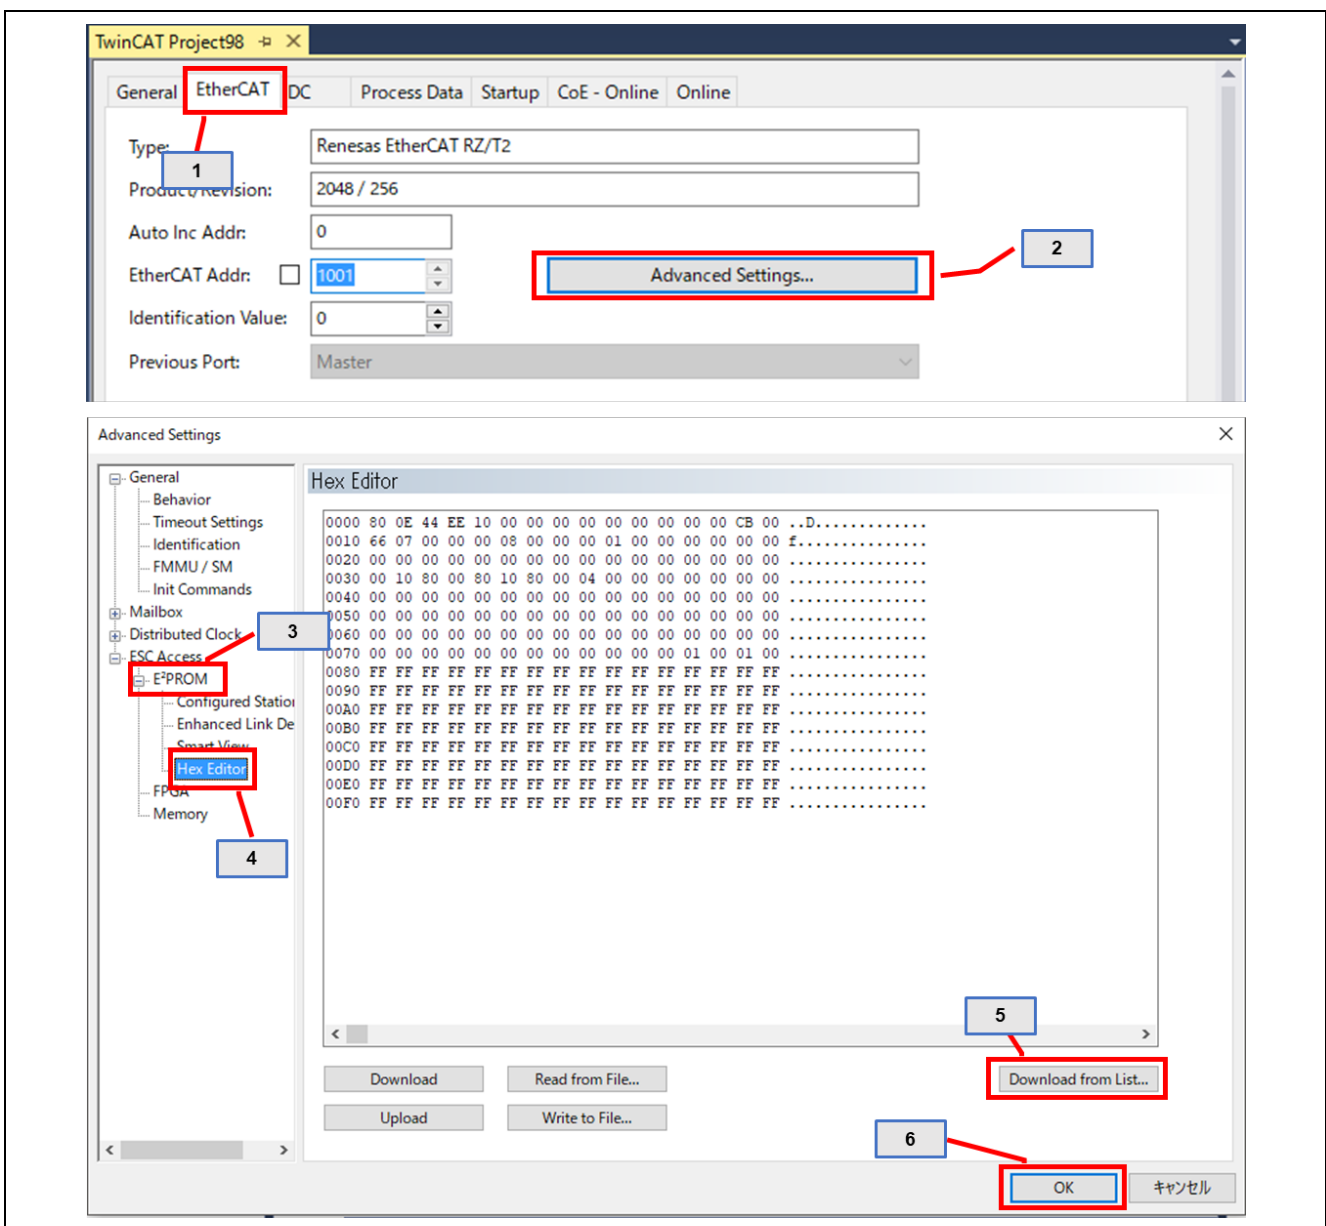 TwinCAT Project98
General EtherCAT DC Process Data Startup CoE - Online Online
Type: Renesas EtherCAT RZ/T2
1
Product/Revision: 2048 / 256
Auto Inc Addr: 0
2
EtherCAT Addr: 1001 Advanced Settings...
Identification Value: 0
Previous Port: Master
Advanced Settings
General
Behavior
Timeout Settings
Identification
FMMU / SM
Init Commands
Mailbox
Distributed Clock
3
ESC Access
E²PROM
Configured Station
Enhanced Link De
Smart View
Hex Editor
FPGA
Memory
4
Hex Editor
0000 80 0E 44 EE 10 00 00 00 00 00 00 00 00 00 CB 00 ..D.............
0010 66 07 00 00 00 08 00 00 00 01 00 00 00 00 00 00 f...............
0020 00 00 00 00 00 00 00 00 00 00 00 00 00 00 00 00 ................
0030 00 10 80 00 80 10 80 00 04 00 00 00 00 00 00 00 ................
0040 00 00 00 00 00 00 00 00 00 00 00 00 00 00 00 00 ................
0050 00 00 00 00 00 00 00 00 00 00 00 00 00 00 00 00 ................
0060 00 00 00 00 00 00 00 00 00 00 00 00 00 00 00 00 ................
0070 00 00 00 00 00 00 00 00 00 00 00 00 01 00 01 00 ................
0080 FF FF FF FF FF FF FF FF FF FF FF FF FF FF FF FF ................
0090 FF FF FF FF FF FF FF FF FF FF FF FF FF FF FF FF ................
00A0 FF FF FF FF FF FF FF FF FF FF FF FF FF FF FF FF ................
00B0 FF FF FF FF FF FF FF FF FF FF FF FF FF FF FF FF ................
00C0 FF FF FF FF FF FF FF FF FF FF FF FF FF FF FF FF ................
00D0 FF FF FF FF FF FF FF FF FF FF FF FF FF FF FF FF ................
00E0 FF FF FF FF FF FF FF FF FF FF FF FF FF FF FF FF ................
00F0 FF FF FF FF FF FF FF FF FF FF FF FF FF FF FF FF ................
5
Download Read from File... Download from List...
Upload Write to File...
6
OK キャンセル